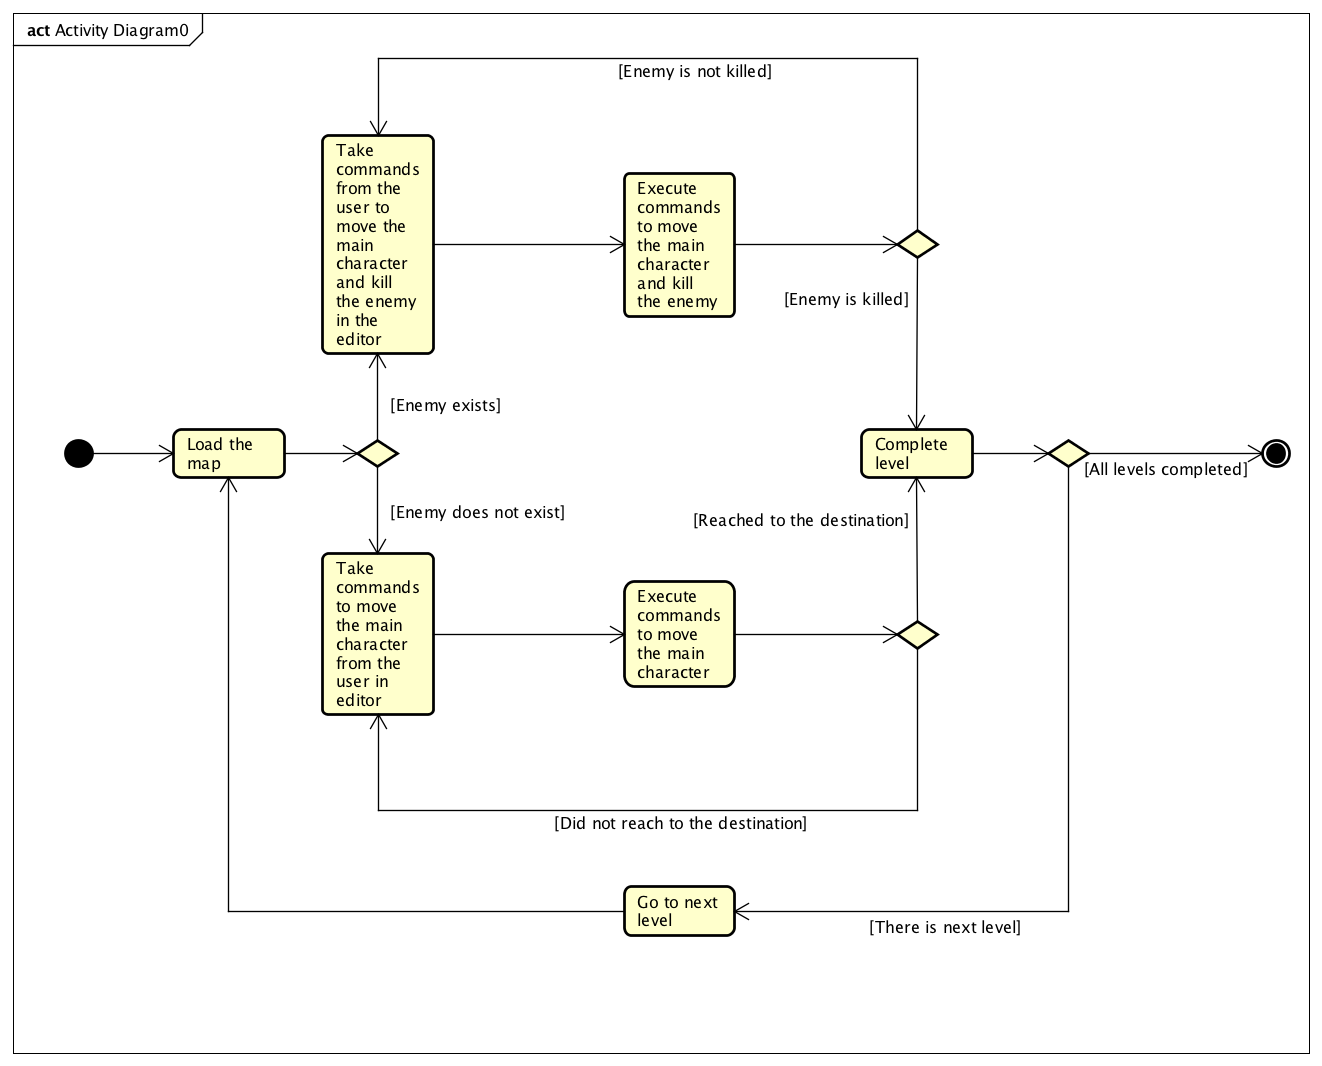 act Activity Diagram0
[Enemy is not killed]
Take
commands
from the
user to
move the
main
character
and kill
the enemy
in the
editor
Execute
commands
to move
the main
character
and kill
the enemy
[Enemy is killed]
[Enemy exists]
Load the
map
Complete
level
[All levels completed]
[Enemy does not exist]
[Reached to the destination]
Take
commands
to move
the main
character
from the
user in
editor
Execute
commands
to move
the main
character
[Did not reach to the destination]
Go to next
level
[There is next level]